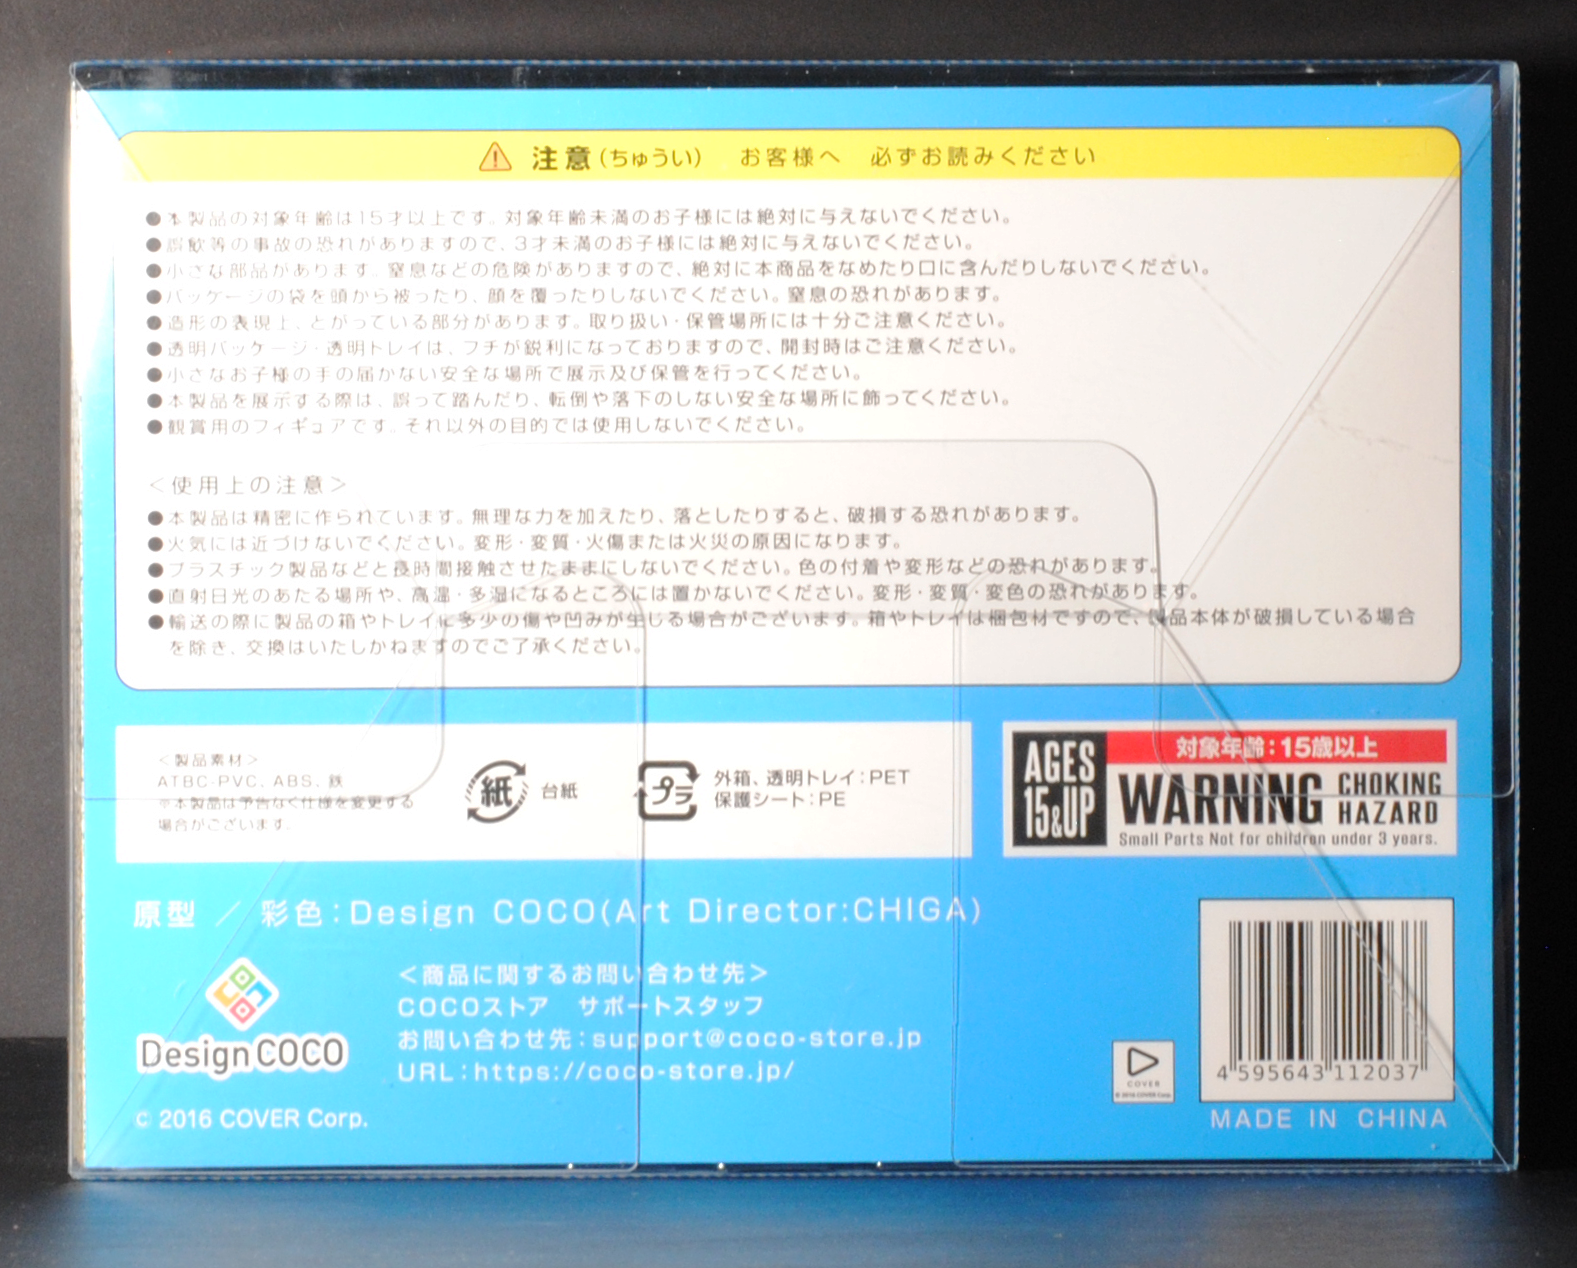 注意(ちゅうい) お客様へ 必ずお読みください
●本製品の対象年齢は15才以上です。対象年齢未満のお子様には絶対に与えないでください。
●誤飲等の事故の恐れがありますので、3才未満のお子様には絶対に与えないでください。
●小さな部品があります。窒息などの危険がありますので、絶対に本商品をなめたり口に含んだりしないでください。
●パッケージの袋を頭から被ったり、顔を覆ったりしないでください。窒息の恐れがあります。
●造形の表現上、とがっている部分があります。取り扱い・保管場所には十分ご注意ください。
●透明パッケージ・透明トレイは、フチが鋭利になっておりますので、開封時はご注意ください。
●小さなお子様の手の届かない安全な場所で展示及び保管を行ってください。
●本製品を展示する際は、誤って踏んだり、転倒や落下のしない安全な場所に飾ってください。
●観賞用のフィギュアです。それ以外の目的では使用しないでください。
＜使用上の注意＞
●本製品は精密に作られています。無理な力を加えたり、落としたりすると、破損する恐れがあります。
●火気には近づけないでください。変形・変質・火傷または火災の原因になります。
●プラスチック製品などと長時間接触させたままにしないでください。色の付着や変形などの恐れがあります。
●直射日光のあたる場所や、高温・多湿になるところには置かないでください。変形・変質・変色の恐れがあります。
●輸送の際に製品の箱やトレイに多少の傷や凹みが生じる場合がございます。箱やトレイは梱包材ですので、製品本体が破損している場合
を除き、交換はいたしかねますのでご了承ください。
＜製品素材＞
ATBC-PVC、ABS、鉄
※本製品は予告なく仕様を変更する
場合がございます。
紙 台紙
プラ 外箱、透明トレイ：PET
保護シート：PE
AGES
15&UP
対象年齢：15歳以上
WARNING CHOKING
HAZARD
Small Parts Not for children under 3 years.
原型 ／ 彩色：Design COCO(Art Director:CHIGA)
＜商品に関するお問い合わせ先＞
COCOストア サポートスタッフ
お問い合わせ先：support@coco-store.jp
URL：https://coco-store.jp/
Design COCO
© 2016 COVER Corp.
COVER
© 2016 COVER Corp.
4 595643 112037
MADE IN CHINA